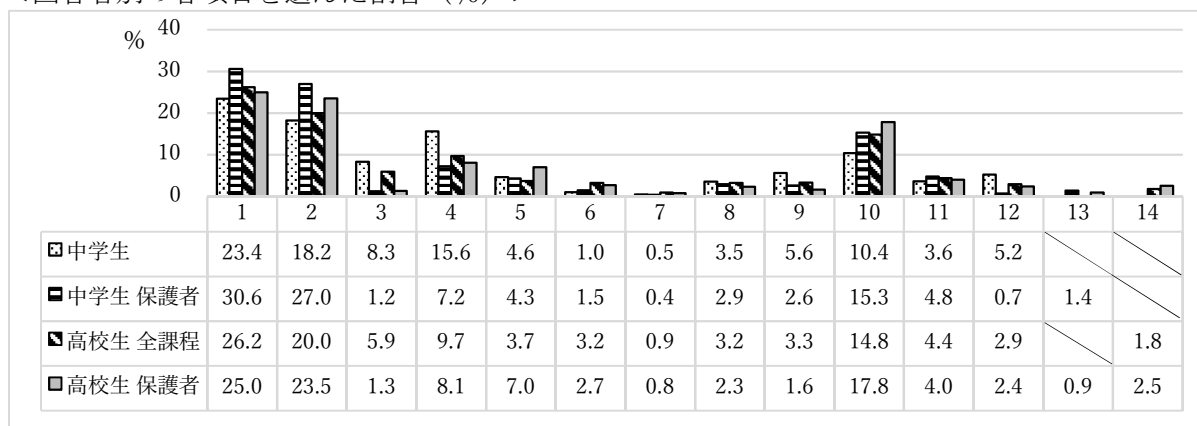 <回答者別の各項目を選んだ割合(%)>
%
40
30
20
10
0
1 2 3 4 5 6 7 8 9 10 11 12 13 14
中学生 23.4 18.2 8.3 15.6 4.6 1.0 0.5 3.5 5.6 10.4 3.6 5.2
中学生 保護者 30.6 27.0 1.2 7.2 4.3 1.5 0.4 2.9 2.6 15.3 4.8 0.7 1.4
高校生 全課程 26.2 20.0 5.9 9.7 3.7 3.2 0.9 3.2 3.3 14.8 4.4 2.9 1.8
高校生 保護者 25.0 23.5 1.3 8.1 7.0 2.7 0.8 2.3 1.6 17.8 4.0 2.4 0.9 2.5